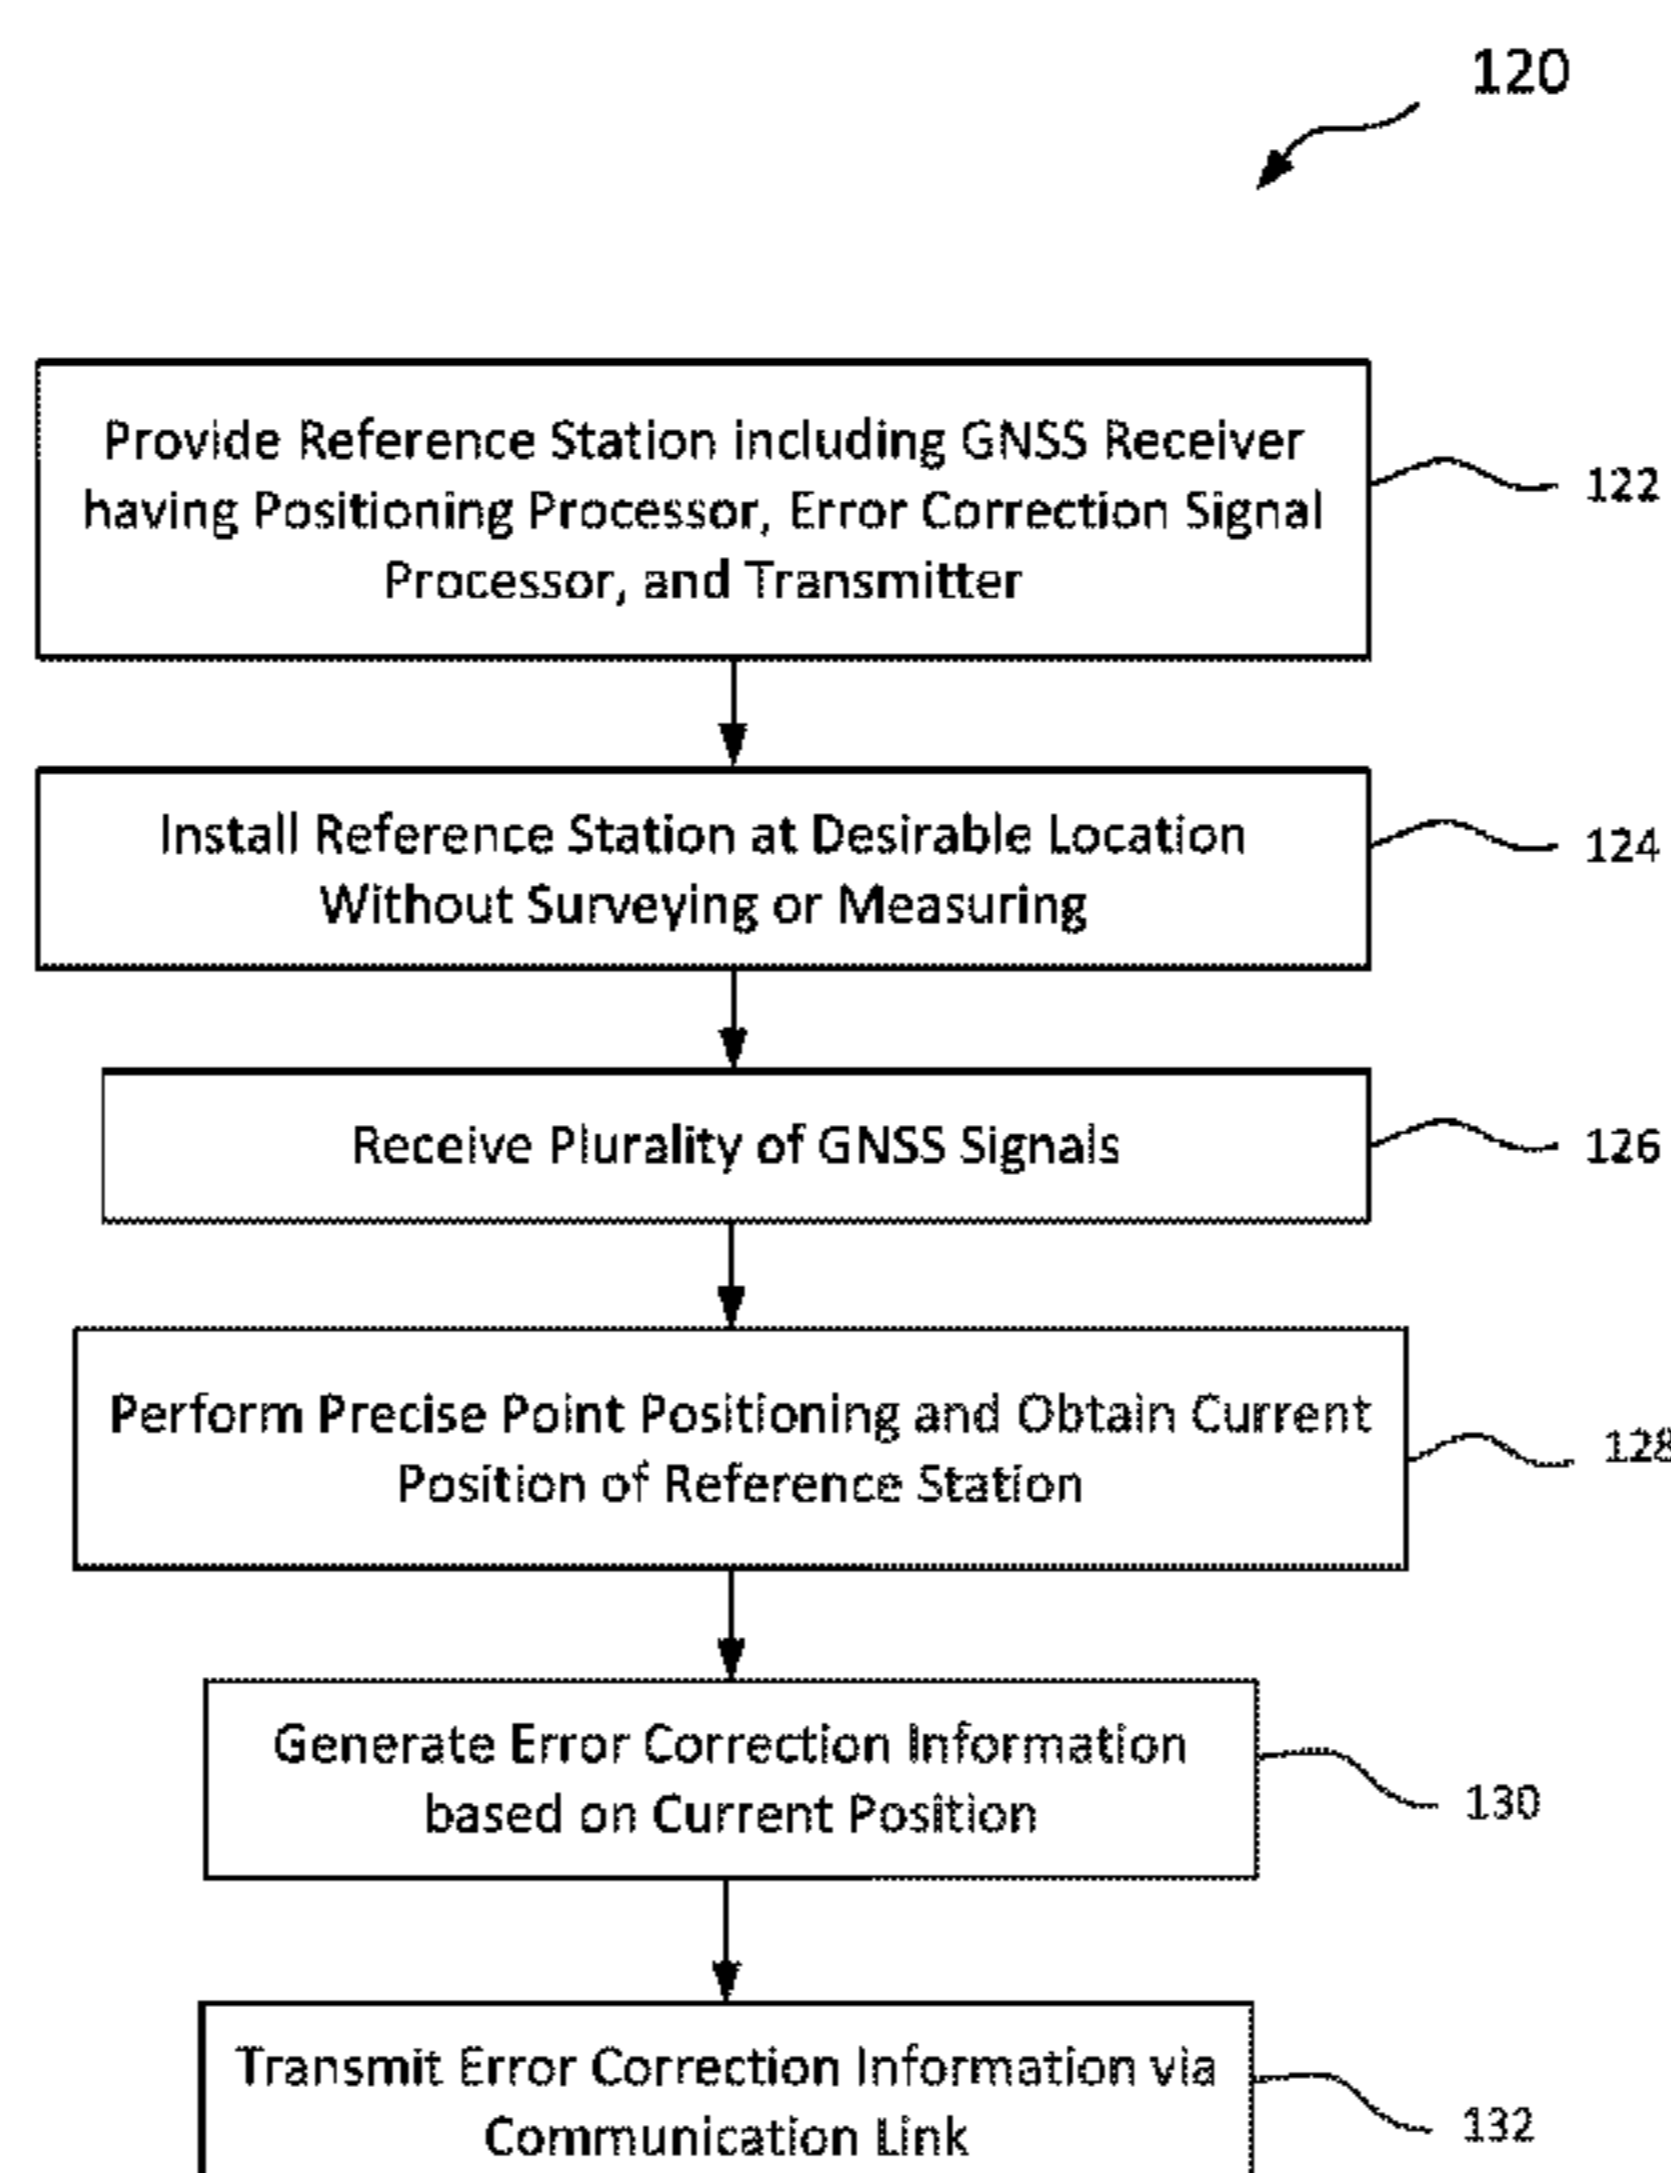 120
Provide Reference Station including GNSS Receiver
having Positioning Processor, Error Correction Signal
Processor, and Transmitter
122
Install Reference Station at Desirable Location
Without Surveying or Measuring
124
Receive Plurality of GNSS Signals
126
Perform Precise Point Positioning and Obtain Current
Position of Reference Station
128
Generate Error Correction Information
based on Current Position
130
Transmit Error Correction Information via
Communication Link
132